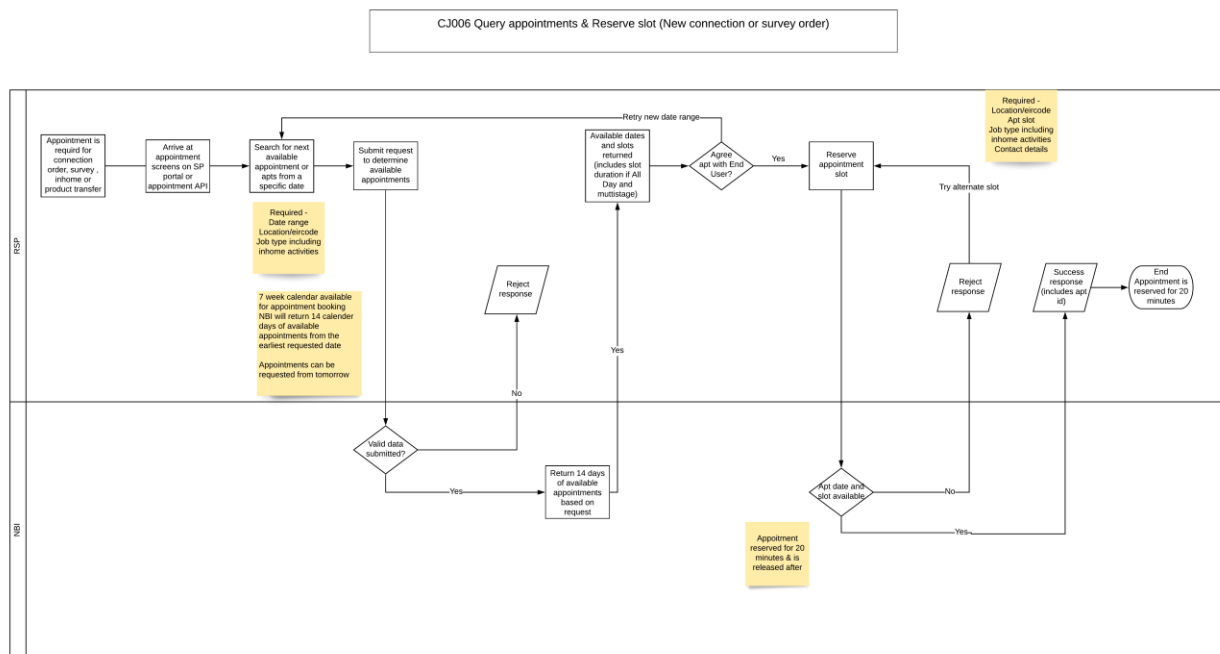 CJ006 Query appointments & Reserve slot (New connection or survey order)
RSP
Appointment is
requird for
connection
order, survey ,
inhome or
product transfer
Arrive at
appointment
screens on SP
portal or
appointment API
Search for next
available
appointment or
apts from a
specific date
Submit request
to determine
available
appointments
Required -
Date range
Location/eircode
Job type including
inhome activities
7 week calendar available
for appointment booking
NBI will return 14 calender
days of available
appointments from the
earliest requested date
Appointments can be
requested from tomorrow
Reject
response
No
Retry new date range
Available dates
and slots
returned
(includes slot
duration if All
Day and
muttistage)
Yes
Agree
apt with End
User?
Yes
Reserve
appointment
slot
Required -
Location/eircode
Apt slot
Job type including
inhome activities
Contact details
Try alternate slot
Reject
response
Success
response
(includes apt
id)
End
Appointment is
reserved for 20
minutes
NBI
Valid data
submitted?
Yes
Return 14 days
of available
appointments
based on
request
Apt date and
slot available
No
Yes
Appoitment
reserved for 20
minutes & is
released after